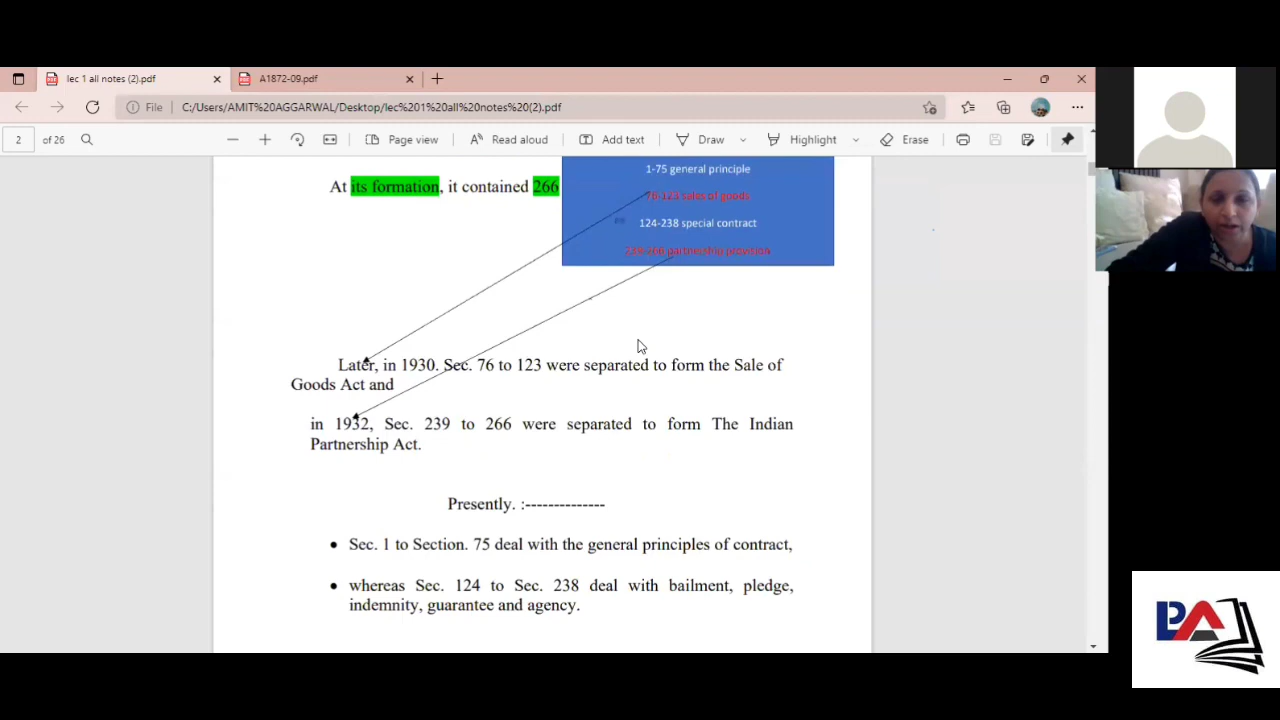 lec 1 all notes (2).pdf
A1872-09.pdf
File
C:/Users/AMIT%20AGGARWAL/Desktop/lec%201%20all%20notes%20(2).pdf
2 of 26
Page view
Read aloud
Add text
Draw
Highlight
Erase
At its formation, it contained 266
1-75 general principle
76-123 sales of goods
124-238 special contract
238-266 partnership provision
Later, in 1930. Sec. 76 to 123 were separated to form the Sale of
Goods Act and
in 1932, Sec. 239 to 266 were separated to form The Indian
Partnership Act.
Presently. :--------------
• Sec. 1 to Section. 75 deal with the general principles of contract,
• whereas Sec. 124 to Sec. 238 deal with bailment, pledge,
indemnity, guarantee and agency.